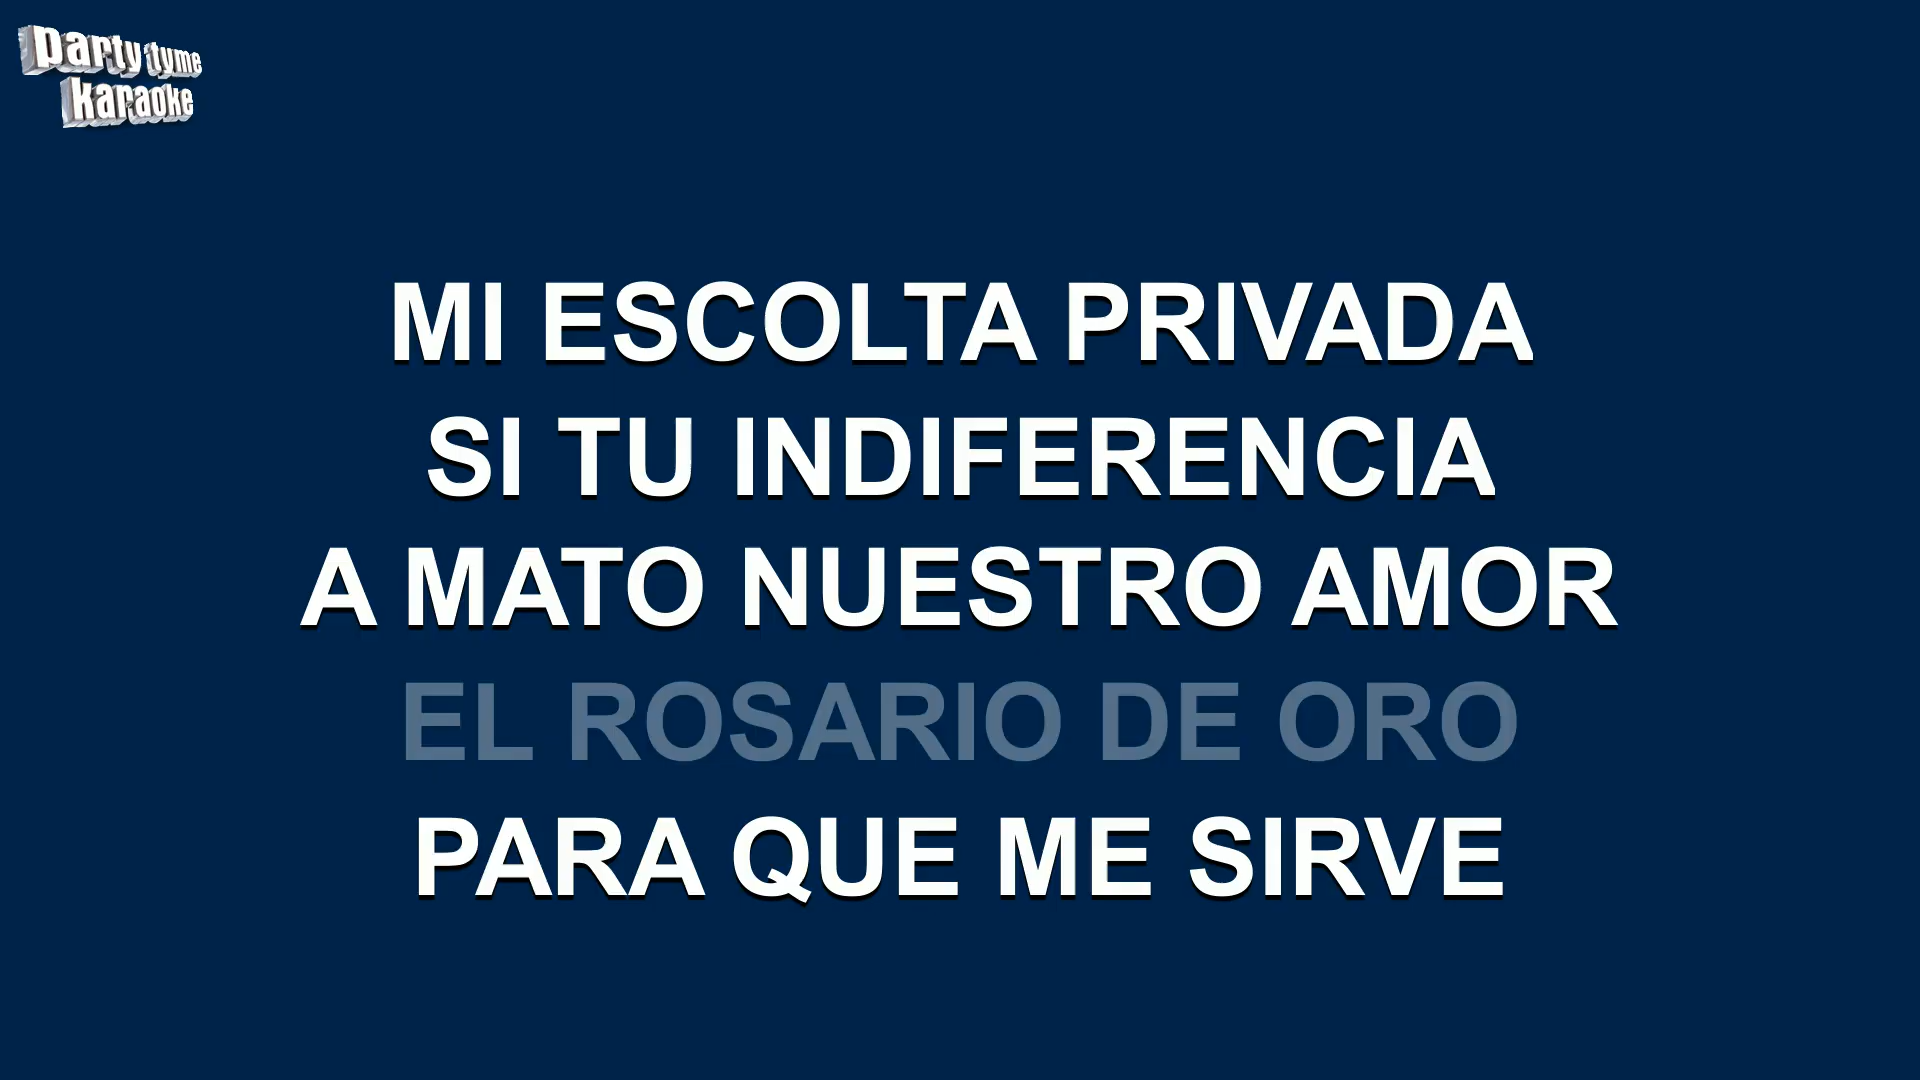 party tyme
karaoke
MI ESCOLTA PRIVADA
SI TU INDIFERENCIA
A MATO NUESTRO AMOR
EL ROSARIO DE ORO
PARA QUE ME SIRVE